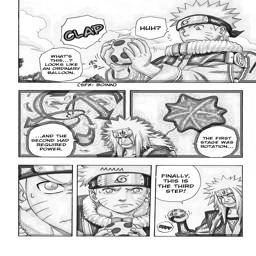 CLAP
HUH?
WHAT'S
THIS...?
LOOKS LIKE
AN ORDINARY
BALLOON.
(SFX: BOINK)
THE FIRST
STAGE WAS
ROTATION...
...AND
THE SECOND
HAD
REQUIRED
POWER.
FINALLY,
THIS IS
THE THIRD
STEP!